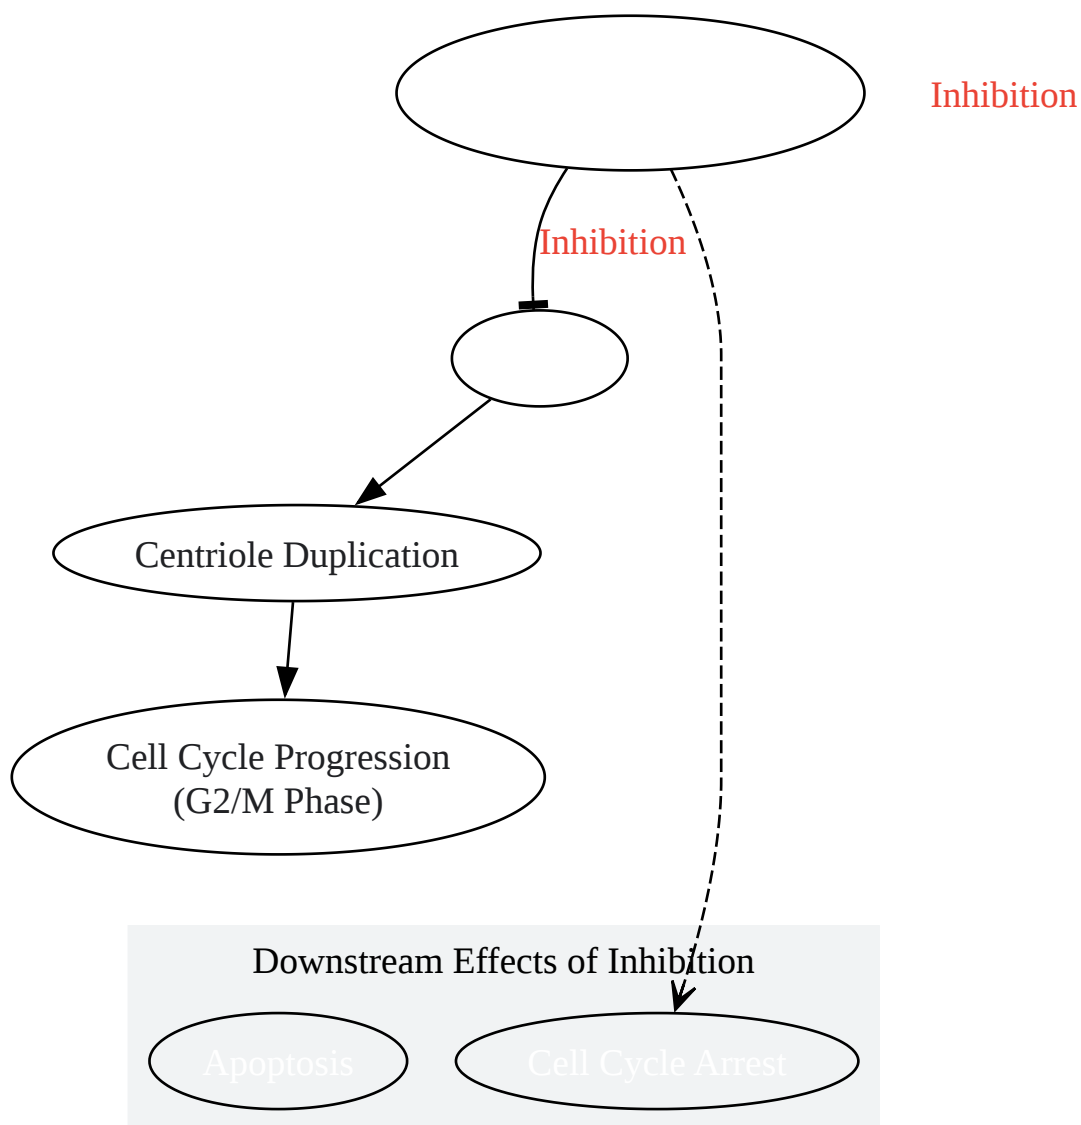 Inhibition
Inhibition
Centriole Duplication
Cell Cycle Progression
(G2/M Phase)
Downstream Effects of Inhibition
Apoptosis
Cell Cycle Arrest